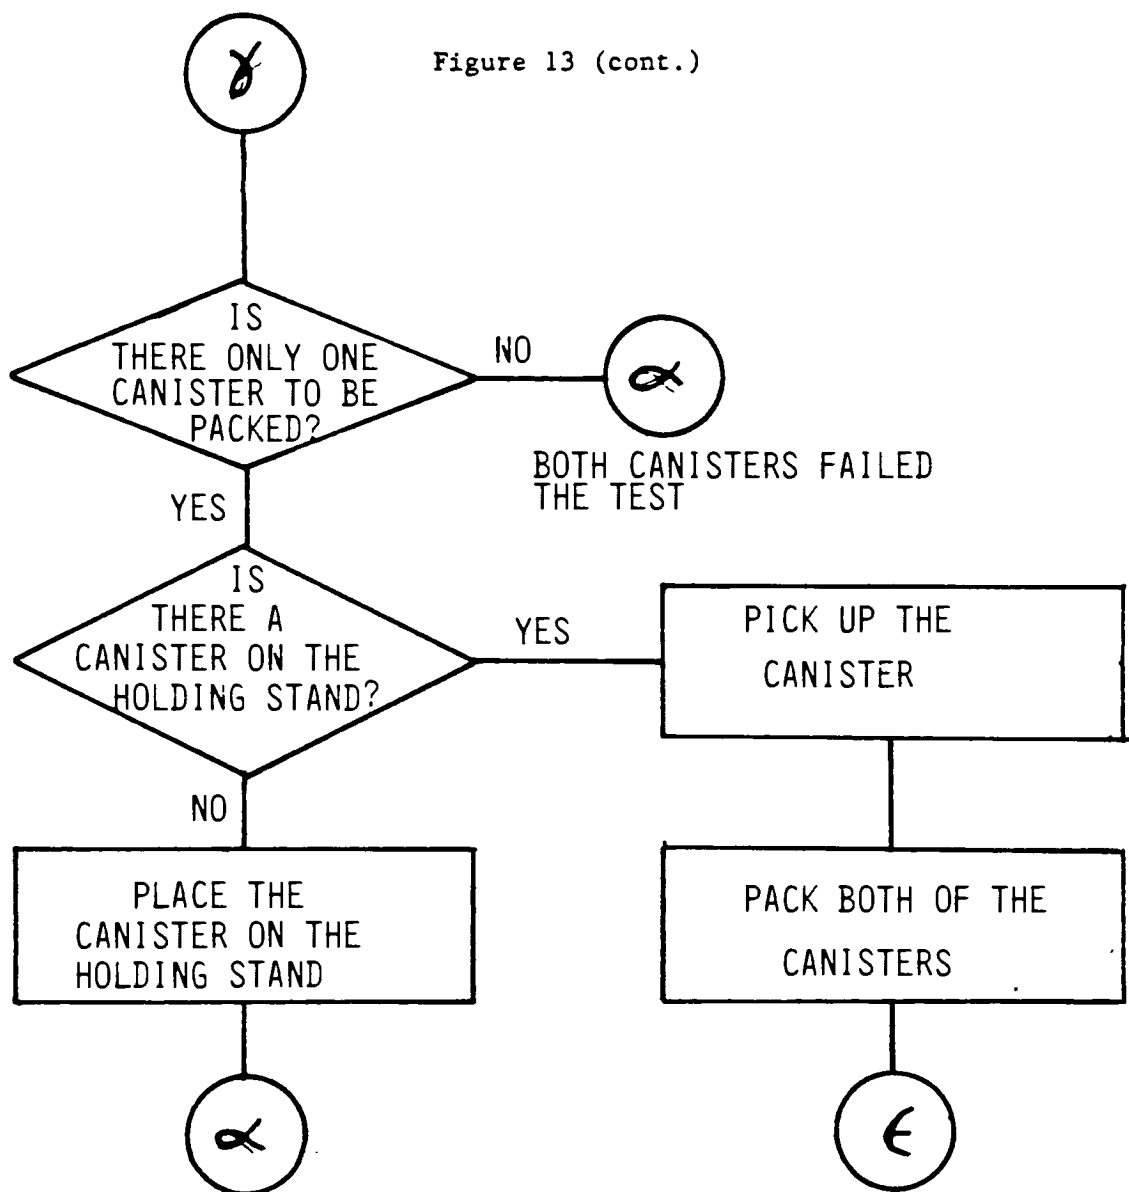 Figure 13 (cont.)
γ
IS
THERE ONLY ONE
CANISTER TO BE
PACKED?
NO
α
BOTH CANISTERS FAILED
THE TEST
YES
IS
THERE A
CANISTER ON THE
HOLDING STAND?
YES
PICK UP THE
CANISTER
NO
PLACE THE
CANISTER ON THE
HOLDING STAND
PACK BOTH OF THE
CANISTERS
α
ϵ